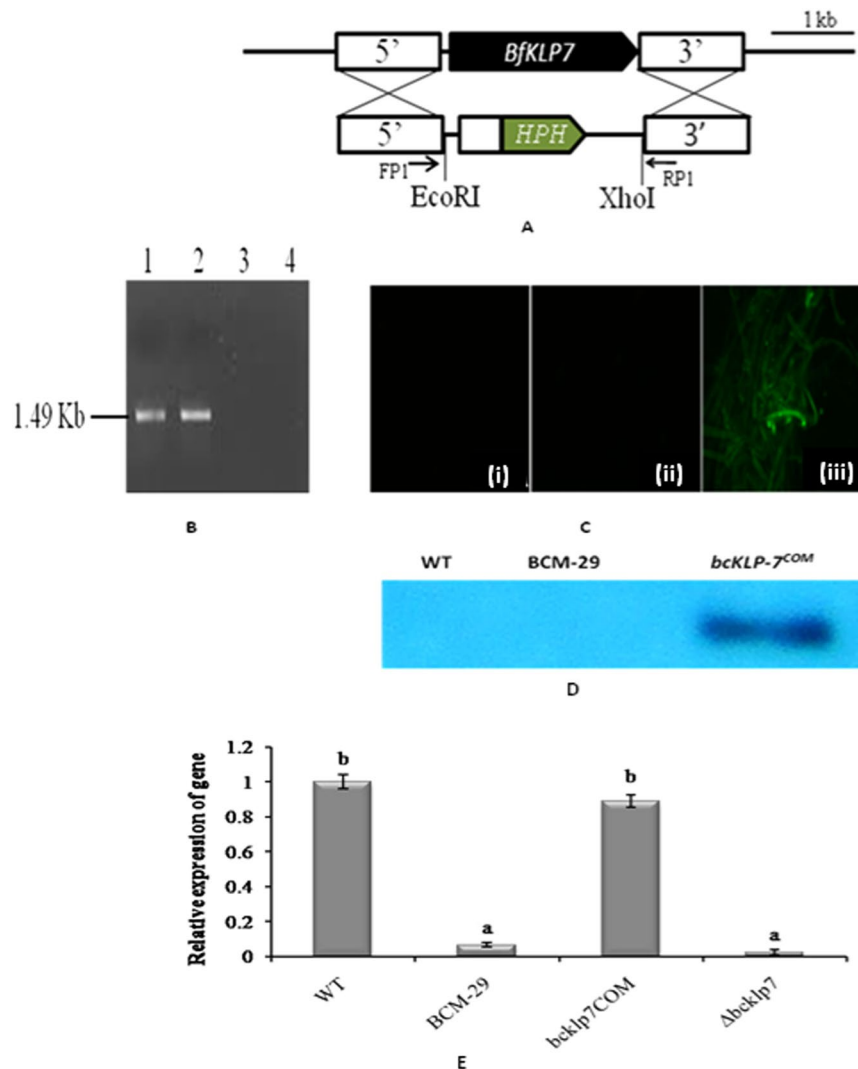 1 kb
5’ BfKLP7 3’
5’ HPH 3’
FP1 RP1
EcoRI XhoI
A
1 2 3 4
1.49 Kb
B
(i) (ii) (iii)
C
WT BCM-29 bcKLP-7COM
D
Relative expression of gene
1.2
1
0.8
0.6
0.4
0.2
0
b
a
b
a
WT
BCM-29
bcklp7COM
Δbcklp7
E